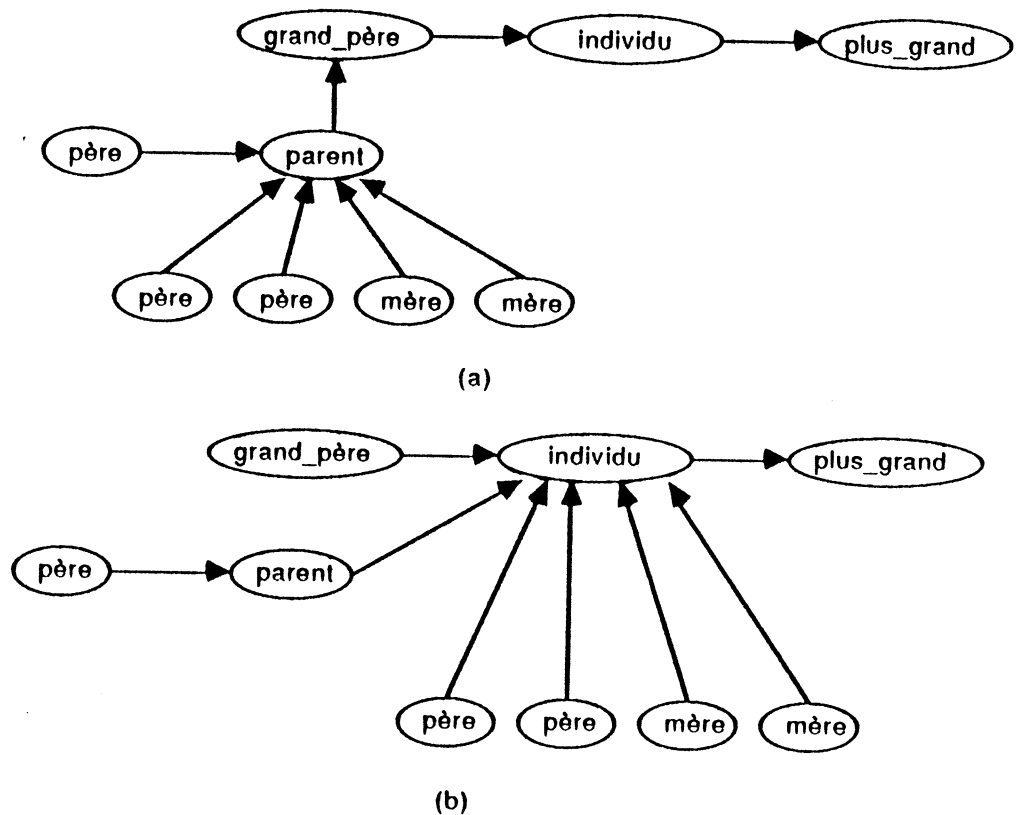 grand_père individu plus_grand
père parent
père père mère mère
(a)
grand_père individu plus_grand
père parent
père père mère mère
(b)